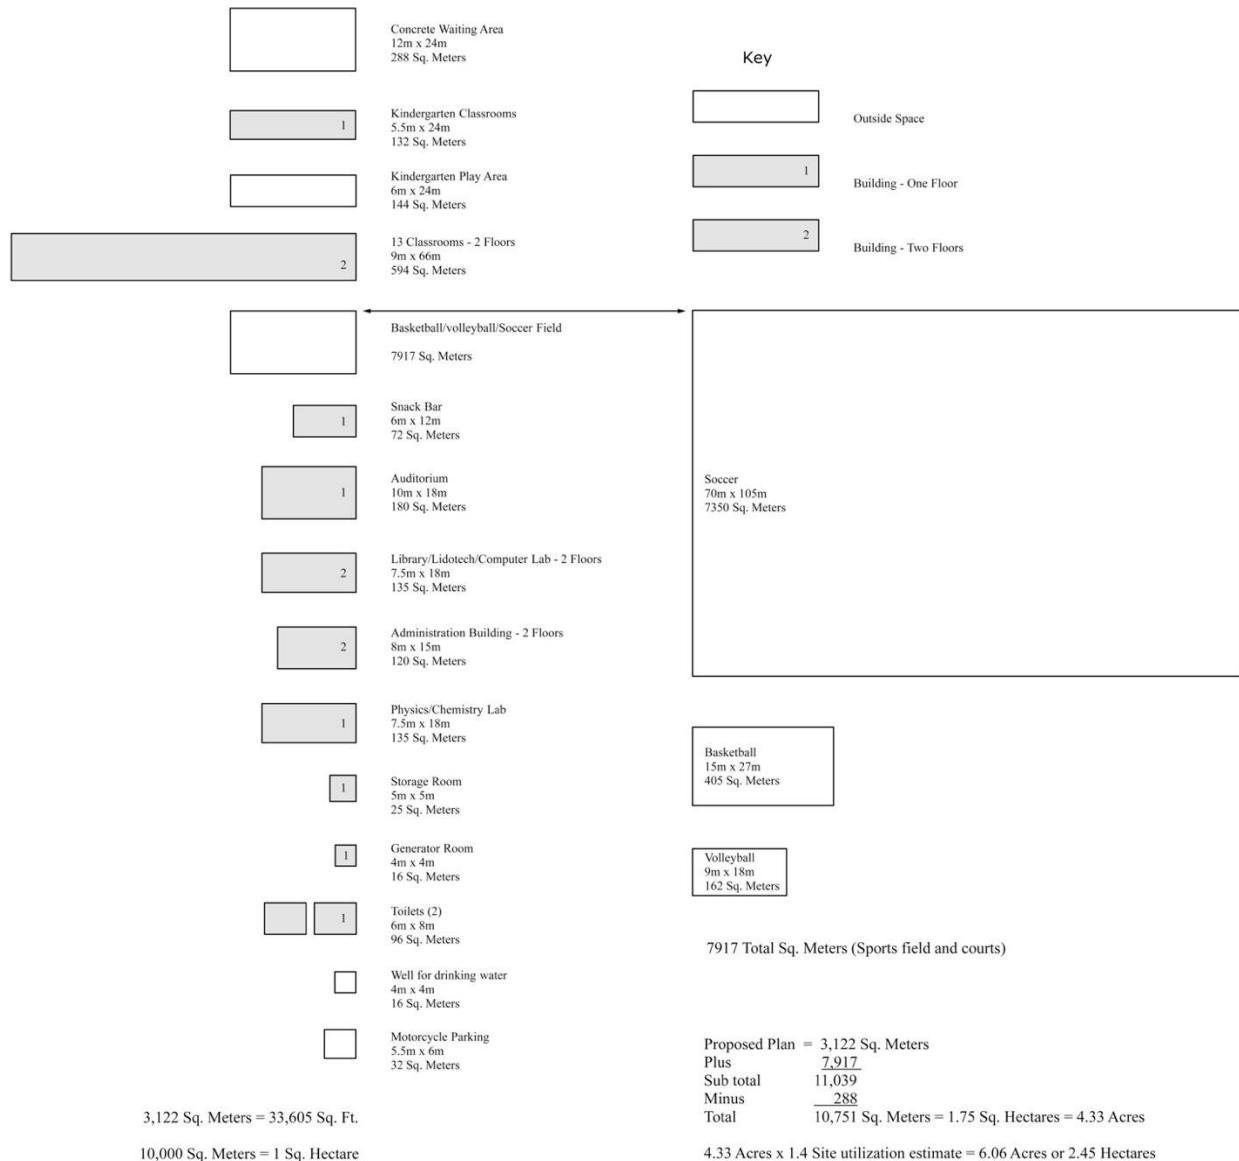 Concrete Waiting Area
12m x 24m
288 Sq. Meters
1
Kindergarten Classrooms
5.5m x 24m
132 Sq. Meters
Kindergarten Play Area
6m x 24m
144 Sq. Meters
2
13 Classrooms - 2 Floors
9m x 66m
594 Sq. Meters
Basketball/volleyball/Soccer Field
7917 Sq. Meters
1
Snack Bar
6m x 12m
72 Sq. Meters
1
Auditorium
10m x 18m
180 Sq. Meters
2
Library/Lidotech/Computer Lab - 2 Floors
7.5m x 18m
135 Sq. Meters
2
Administration Building - 2 Floors
8m x 15m
120 Sq. Meters
1
Physics/Chemistry Lab
7.5m x 18m
135 Sq. Meters
1
Storage Room
5m x 5m
25 Sq. Meters
1
Generator Room
4m x 4m
16 Sq. Meters
1
Toilets (2)
6m x 8m
96 Sq. Meters
Well for drinking water
4m x 4m
16 Sq. Meters
Motorcycle Parking
5.5m x 6m
32 Sq. Meters
3,122 Sq. Meters = 33,605 Sq. Ft.
10,000 Sq. Meters = 1 Sq. Hectare
Key
Outside Space
1
Building - One Floor
2
Building - Two Floors
Soccer
70m x 105m
7350 Sq. Meters
Basketball
15m x 27m
405 Sq. Meters
Volleyball
9m x 18m
162 Sq. Meters
7917 Total Sq. Meters (Sports field and courts)
Proposed Plan = 3,122 Sq. Meters
Plus 7,917
Sub total 11,039
Minus 288
Total 10,751 Sq. Meters = 1.75 Sq. Hectares = 4.33 Acres
4.33 Acres x 1.4 Site utilization estimate = 6.06 Acres or 2.45 Hectares